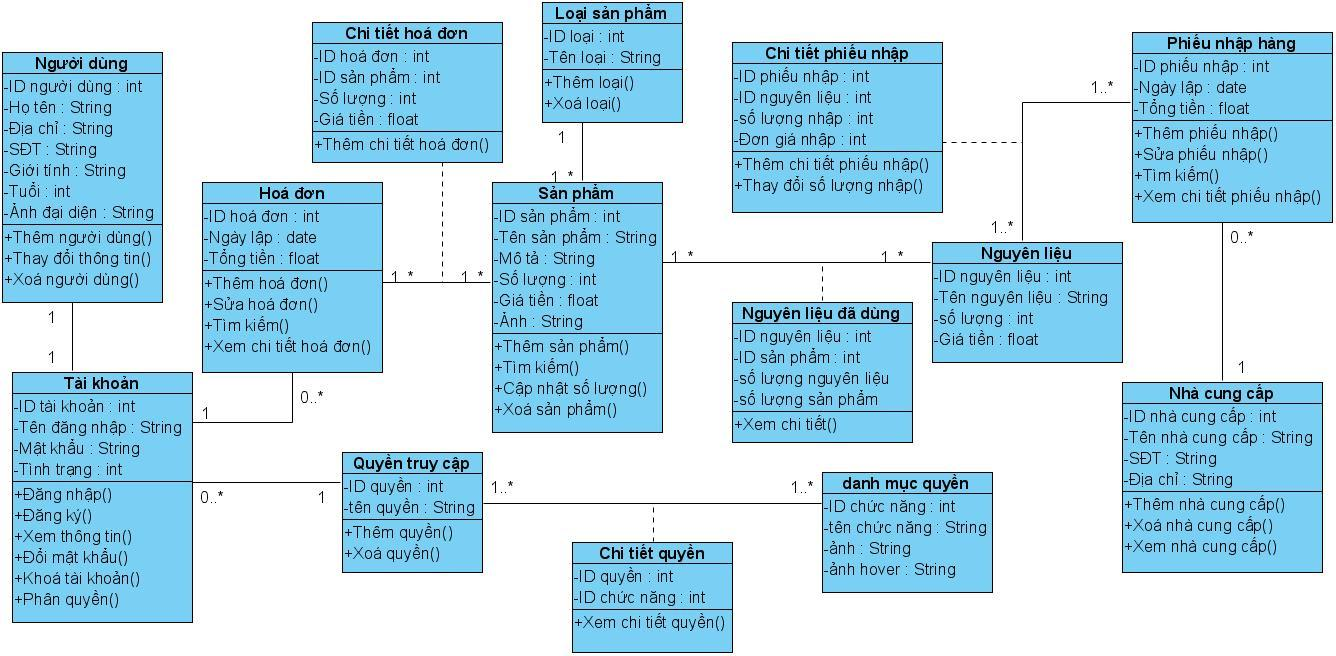 Người dùng
-ID người dùng : int
-Họ tên : String
-Địa chỉ : String
-SĐT : String
-Giới tính : String
-Tuổi : int
-Ảnh đại diện : String
+Thêm người dùng()
+Thay đổi thông tin()
+Xoá người dùng()
1
1
Tài khoản
-ID tài khoản : int
-Tên đăng nhập : String
-Mật khẩu : String
-Tình trạng : int
+Đăng nhập()
+Đăng ký()
+Xem thông tin()
+Đổi mật khẩu()
+Khoá tài khoản()
+Phân quyền()
Chi tiết hoá đơn
-ID hoá đơn : int
-ID sản phẩm : int
-Số lượng : int
-Giá tiền : float
+Thêm chi tiết hoá đơn()
Hoá đơn
-ID hoá đơn : int
-Ngày lập : date
-Tổng tiền : float
+Thêm hoá đơn()
+Sửa hoá đơn()
+Tìm kiếm()
+Xem chi tiết hoá đơn()
1..*
1..*
0..*
1
Loại sản phẩm
-ID loại : int
-Tên loại : String
+Thêm loại()
+Xoá loại()
1
1..*
Sản phẩm
-ID sản phẩm : int
-Tên sản phẩm : String
-Mô tả : String
-Số lượng : int
-Giá tiền : float
-Ảnh : String
+Thêm sản phẩm()
+Tìm kiếm()
+Cập nhật số lượng()
+Xoá sản phẩm()
1..*
1..*
Chi tiết phiếu nhập
-ID phiếu nhập : int
-ID nguyên liệu : int
-số lượng nhập : int
-Đơn giá nhập : int
+Thêm chi tiết phiếu nhập()
+Thay đổi số lượng nhập()
Nguyên liệu đã dùng
-ID nguyên liệu : int
-ID sản phẩm : int
-số lượng nguyên liệu
-số lượng sản phẩm
+Xem chi tiết()
1..*
1..*
Nguyên liệu
-ID nguyên liệu : int
-Tên nguyên liệu : String
-số lượng : int
-Giá tiền : float
Phiếu nhập hàng
-ID phiếu nhập : int
-Ngày lập : date
-Tổng tiền : float
+Thêm phiếu nhập()
+Sửa phiếu nhập()
+Tìm kiếm()
+Xem chi tiết phiếu nhập()
0..*
1
Nhà cung cấp
-ID nhà cung cấp : int
-Tên nhà cung cấp : String
-SĐT : String
-Địa chỉ : String
+Thêm nhà cung cấp()
+Xoá nhà cung cấp()
+Xem nhà cung cấp()
0..*
1
Quyền truy cập
-ID quyền : int
-tên quyền : String
+Thêm quyền()
+Xoá quyền()
1..*
1..*
Chi tiết quyền
-ID quyền : int
-ID chức năng : int
+Xem chi tiết quyền()
danh mục quyền
-ID chức năng : int
-tên chức năng : String
-ảnh : String
-ảnh hover : String